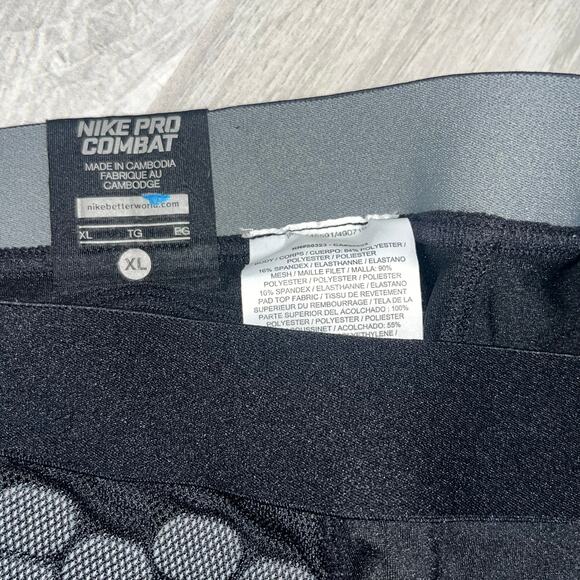 NIKE PRO
COMBAT
MADE IN CAMBODIA
FABRIQUE AU
CAMBODGE
nikebetterworld.com
XL TG EG
XL
BODY / CORPS / CUERPO: 84% POLYESTER /
POLYESTER / POLIESTER
16% SPANDEX / ELASTHANNE / ELASTANO
MESH / MAILLE FILET / MALLA: 90%
POLYESTER / POLYESTER / POLIESTER
10% SPANDEX / ELASTHANNE / ELASTANO
PAD TOP FABRIC / TISSU DE REVETEMENT
SUPERIEUR DU REMBOURRAGE / TELA DE LA
PARTE SUPERIOR DEL ACOLCHADO: 100%
POLYESTER / POLYESTER / POLIESTER
/ ACOLCHADO: 55%